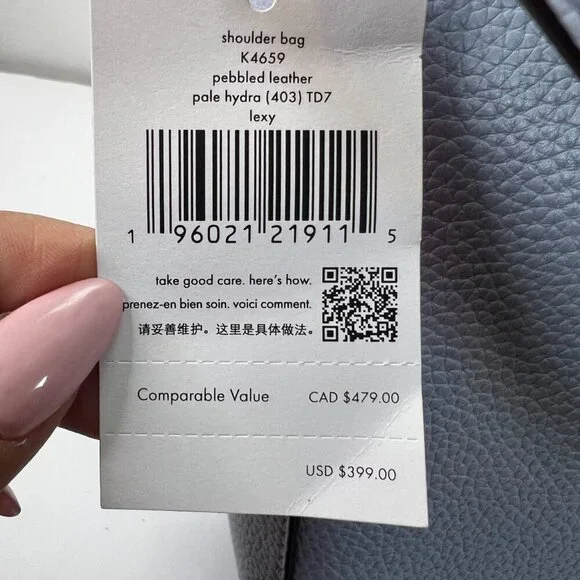 shoulder bag
K4659
pebbled leather
pale hydra (403) TD7
lexy
1 96021 21911 5
take good care. here's how.
prenez-en bien soin. voici comment.
请妥善维护。这里是具体做法。
Comparable Value CAD $479.00
USD $399.00